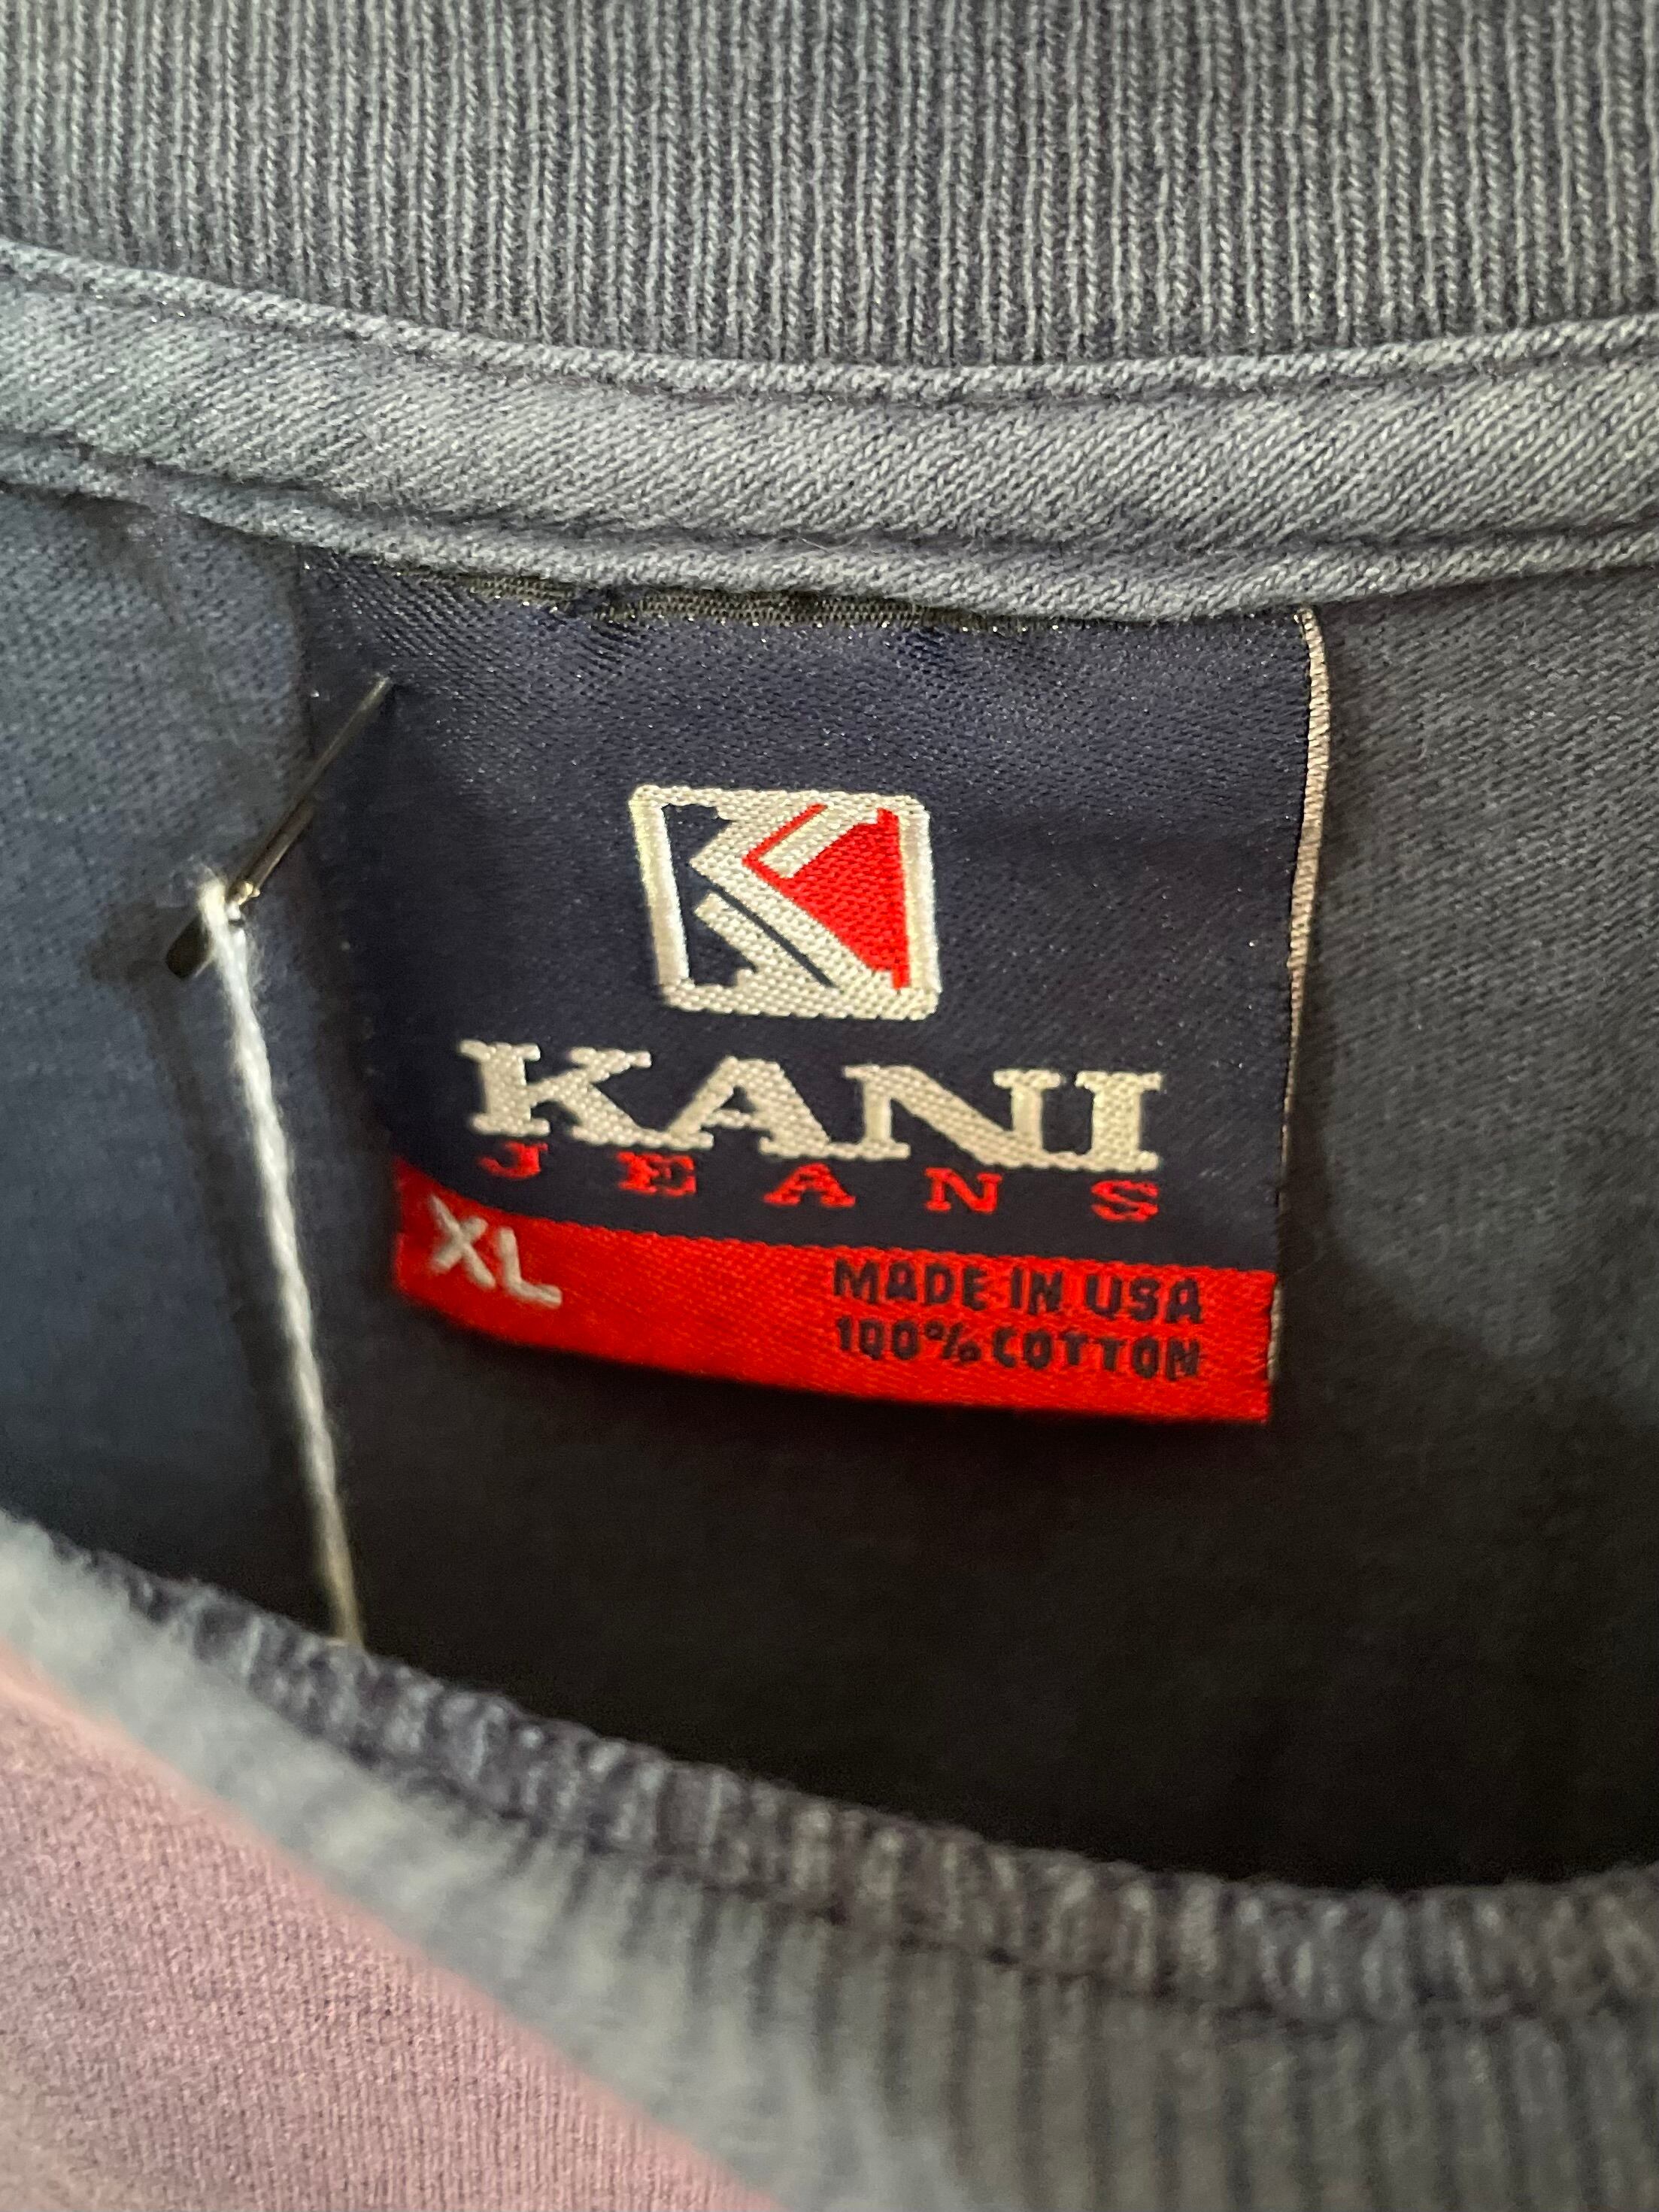 K
KANI
JEANS
XL
MADE IN USA
100% COTTON